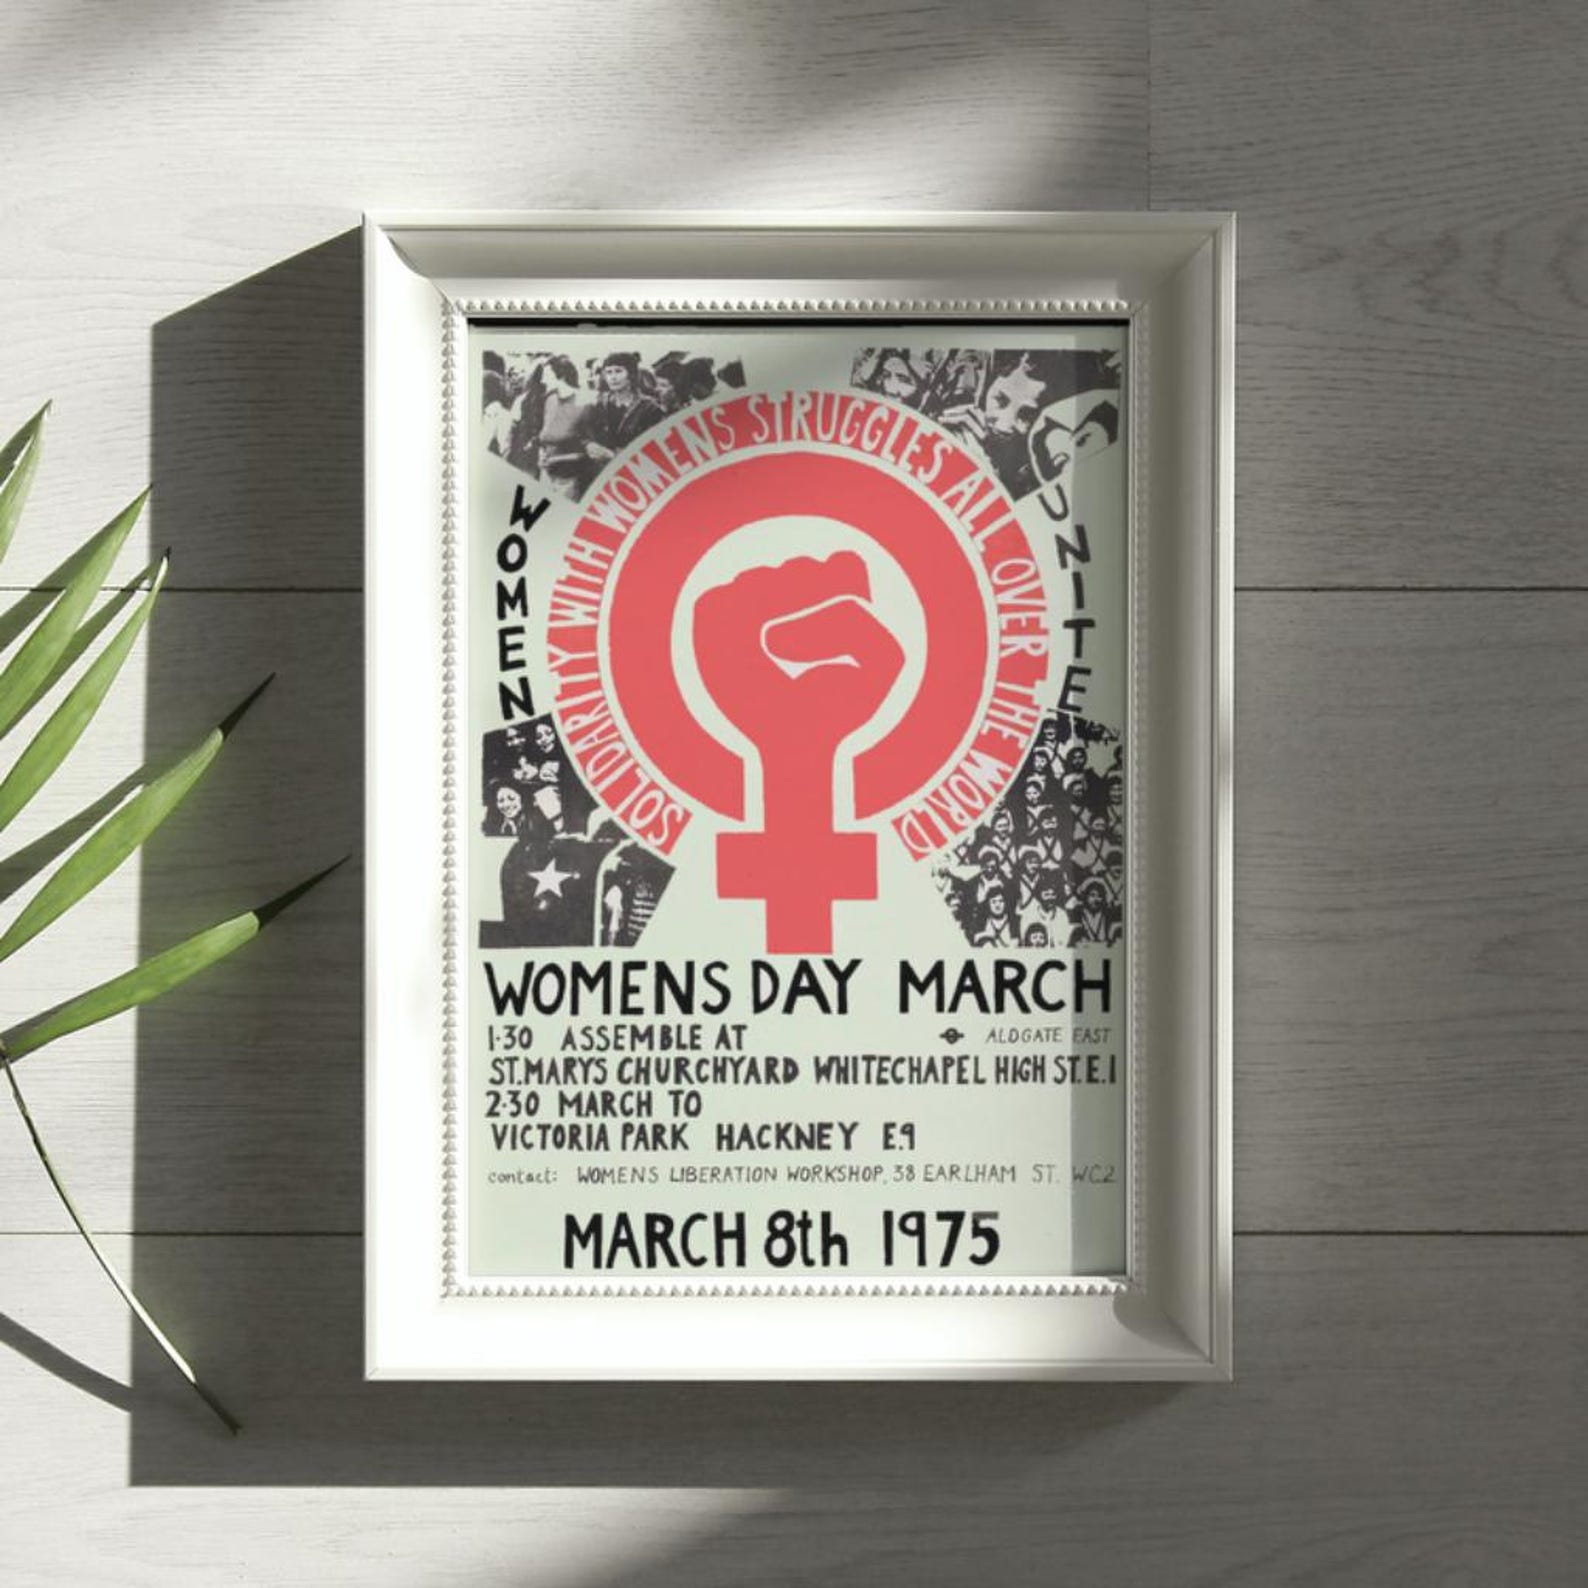 SOLIDARITY WITH WOMENS STRUGGLES ALL OVER THE WORLD
WOMEN
UNITE
WOMENS DAY MARCH
1·30 ASSEMBLE AT ALDGATE EAST
ST. MARYS CHURCHYARD WHITECHAPEL HIGH ST. E.1
2·30 MARCH TO
VICTORIA PARK HACKNEY E.9
contact: WOMENS LIBERATION WORKSHOP, 38 EARLHAM ST. WC2
MARCH 8th 1975